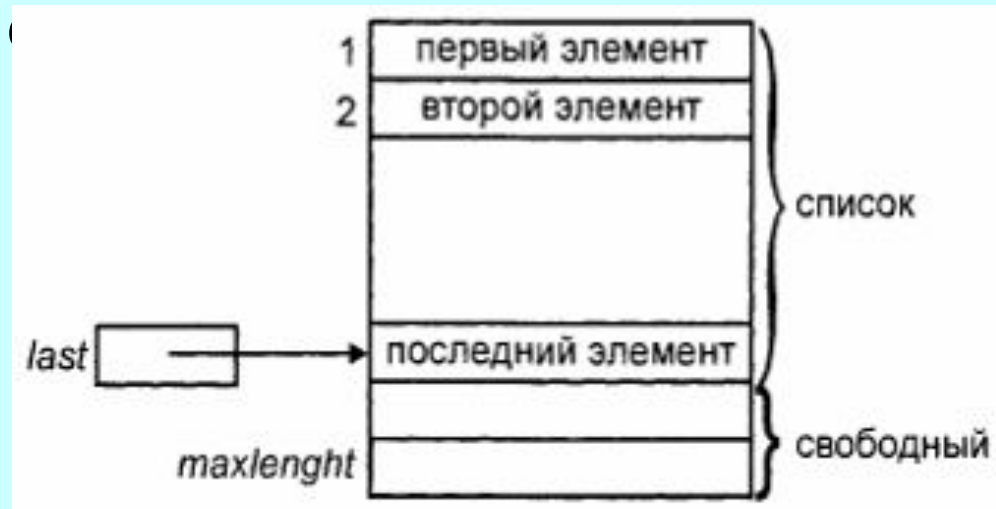 1 первый элемент
2 второй элемент
список
last последний элемент
свободный
maxlenght